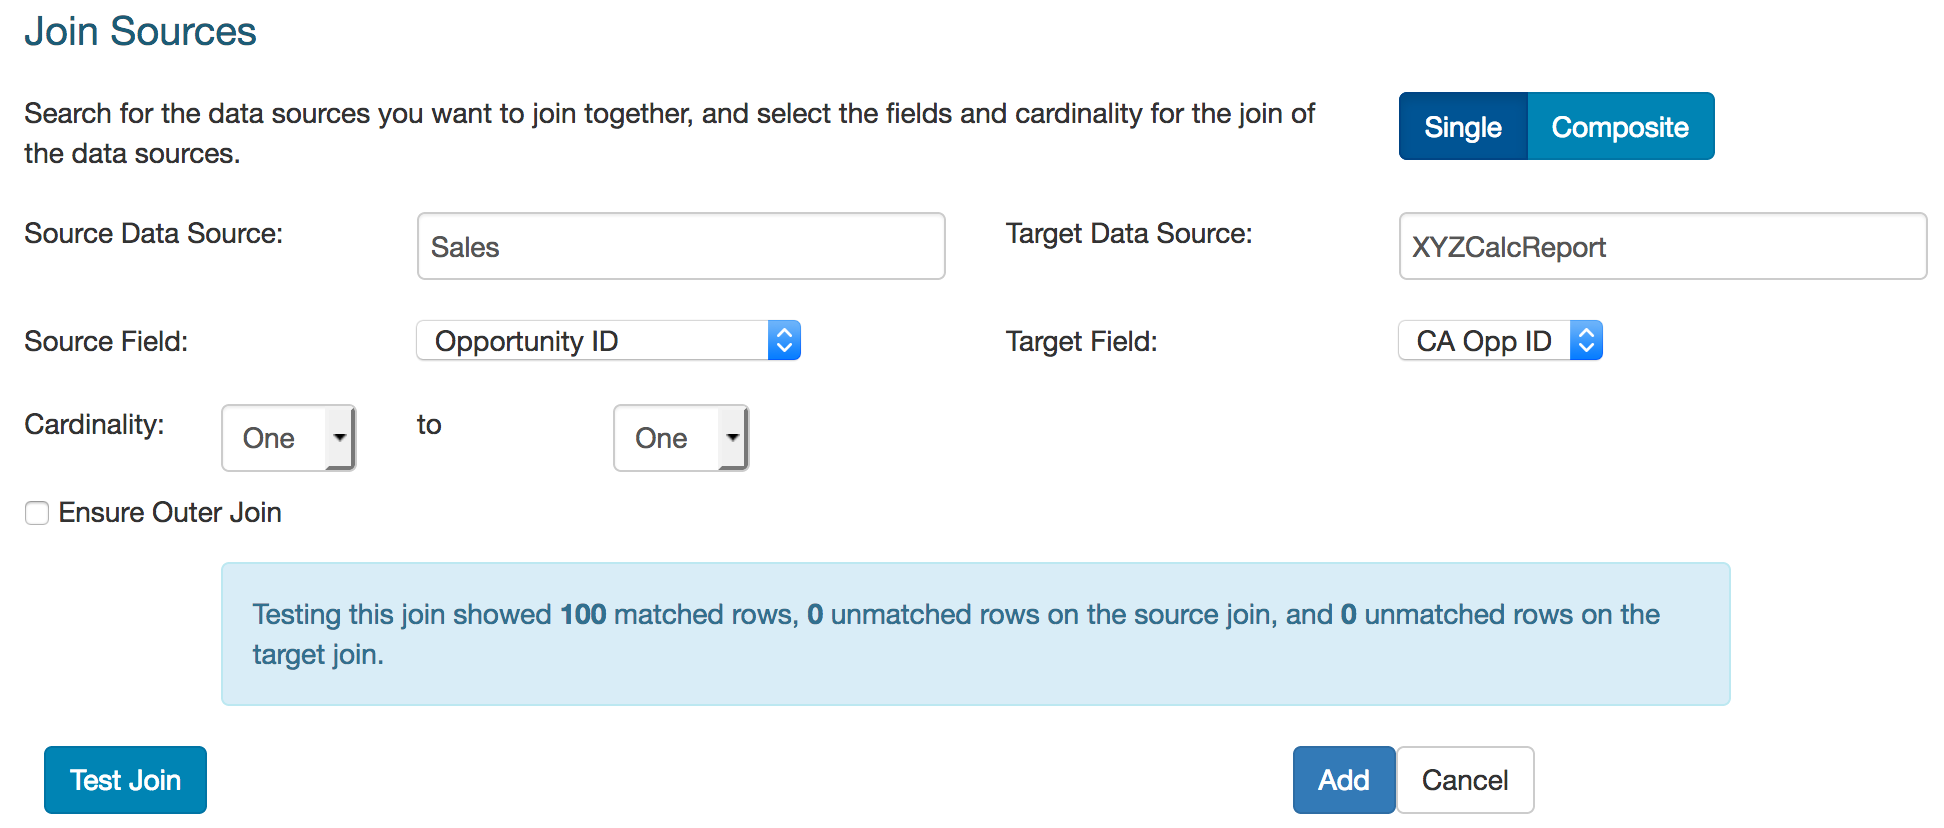 Join Sources
Search for the data sources you want to join together, and select the fields and cardinality for the join of
the data sources.
Single Composite
Source Data Source: Sales Target Data Source: XYZCalcReport
Source Field: Opportunity ID Target Field: CA Opp ID
Cardinality: One to One
Ensure Outer Join
Testing this join showed 100 matched rows, 0 unmatched rows on the source join, and 0 unmatched rows on the
target join.
Test Join Add Cancel